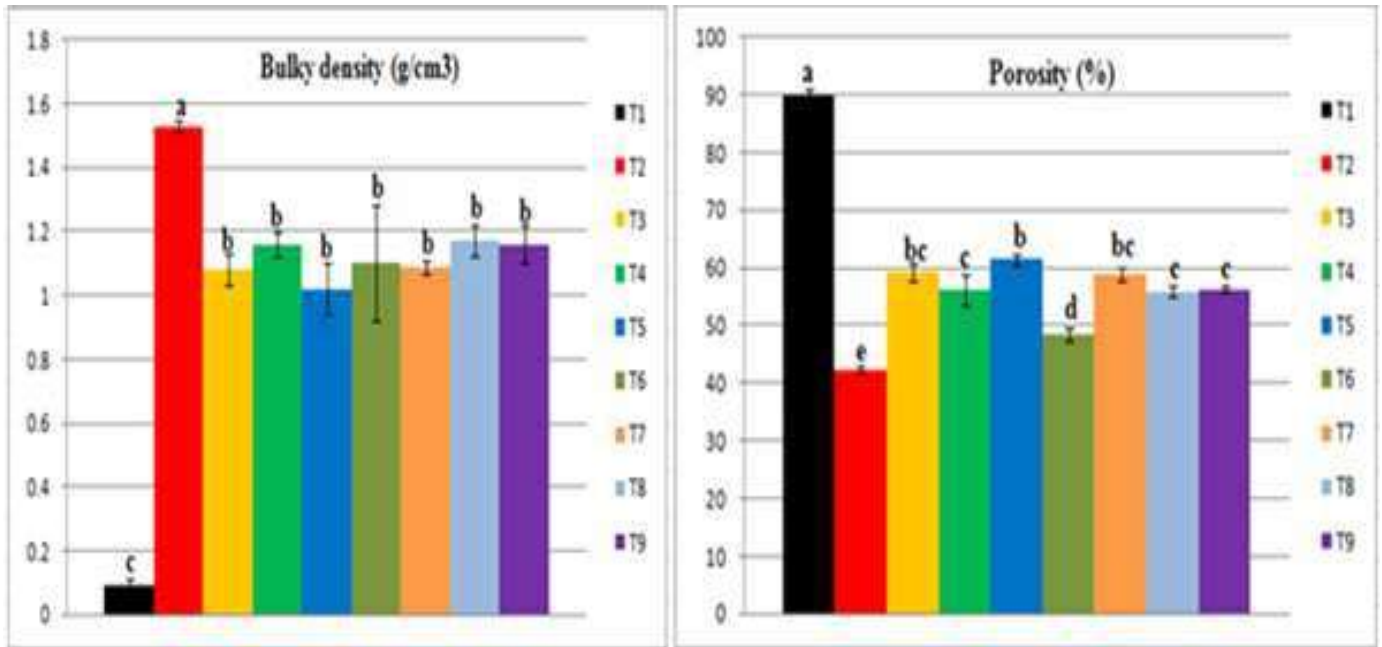 Bulky density (g/cm3)
1.8
1.6
1.4
1.2
1
0.8
0.6
0.4
0.2
0
c
a
b
b
b
b
b
b
b
T1
T2
T3
T4
T5
T6
T7
T8
T9
Porosity (%)
100
90
80
70
60
50
40
30
20
10
0
a
e
bc
c
b
d
bc
c
c
T1
T2
T3
T4
T5
T6
T7
T8
T9